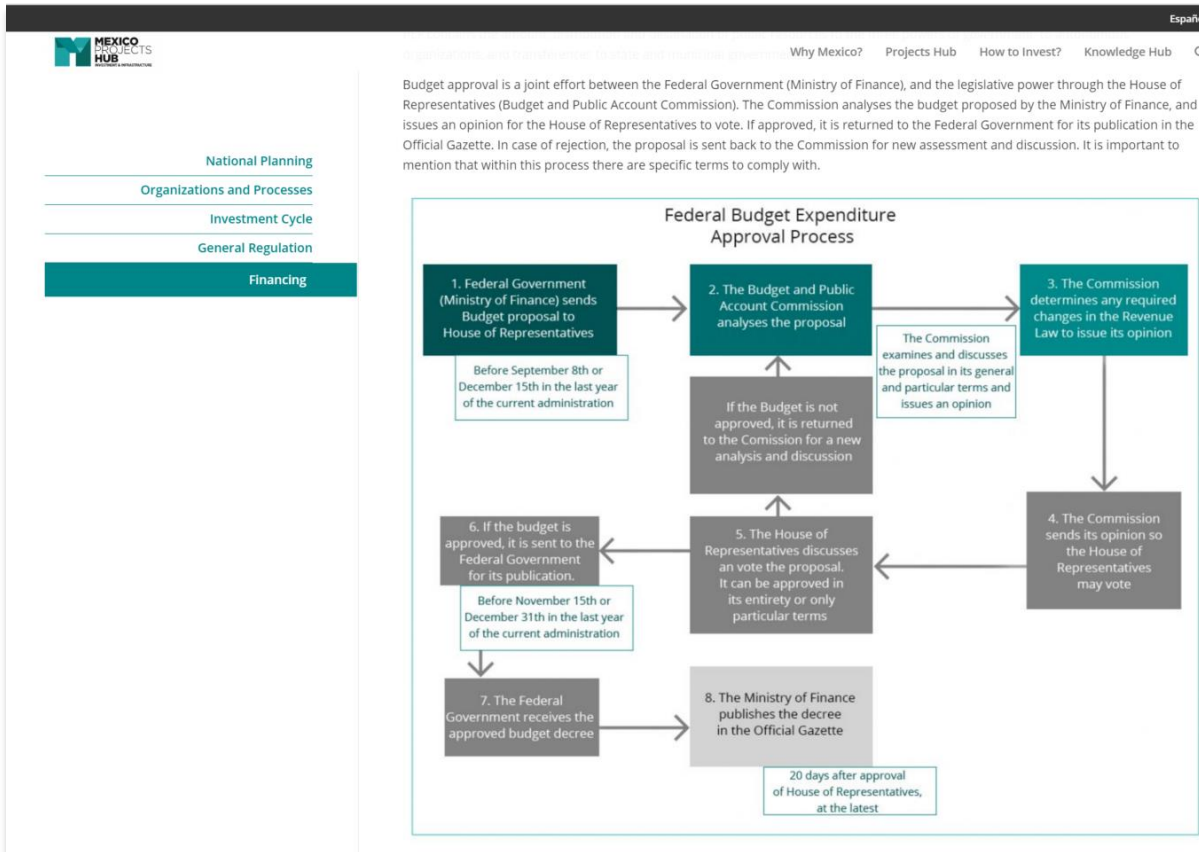 Españ
MEXICO
PROJECTS
HUB
INVESTMENT & INFRASTRUCTURE
Why Mexico? Projects Hub How to Invest? Knowledge Hub
Budget approval is a joint effort between the Federal Government (Ministry of Finance), and the legislative power through the House of
Representatives (Budget and Public Account Commission). The Commission analyses the budget proposed by the Ministry of Finance, and
issues an opinion for the House of Representatives to vote. If approved, it is returned to the Federal Government for its publication in the
Official Gazette. In case of rejection, the proposal is sent back to the Commission for new assessment and discussion. It is important to
mention that within this process there are specific terms to comply with.
National Planning
Organizations and Processes
Investment Cycle
General Regulation
Financing
Federal Budget Expenditure
Approval Process
1. Federal Government
(Ministry of Finance) sends
Budget proposal to
House of Representatives
Before September 8th or
December 15th in the last year
of the current administration
2. The Budget and Public
Account Commission
analyses the proposal
The Commission
examines and discusses
the proposal in its general
and particular terms and
issues an opinion
3. The Commission
determines any required
changes in the Revenue
Law to issue its opinion
If the Budget is not
approved, it is returned
to the Comission for a new
analysis and discussion
4. The Commission
sends its opinion so
the House of
Representatives
may vote
5. The House of
Representatives discusses
an vote the proposal.
It can be approved in
its entirety or only
particular terms
6. If the budget is
approved, it is sent to the
Federal Government
for its publication.
Before November 15th or
December 31th in the last year
of the current administration
7. The Federal
Government receives the
approved budget decree
8. The Ministry of Finance
publishes the decree
in the Official Gazette
20 days after approval
of House of Representatives,
at the latest